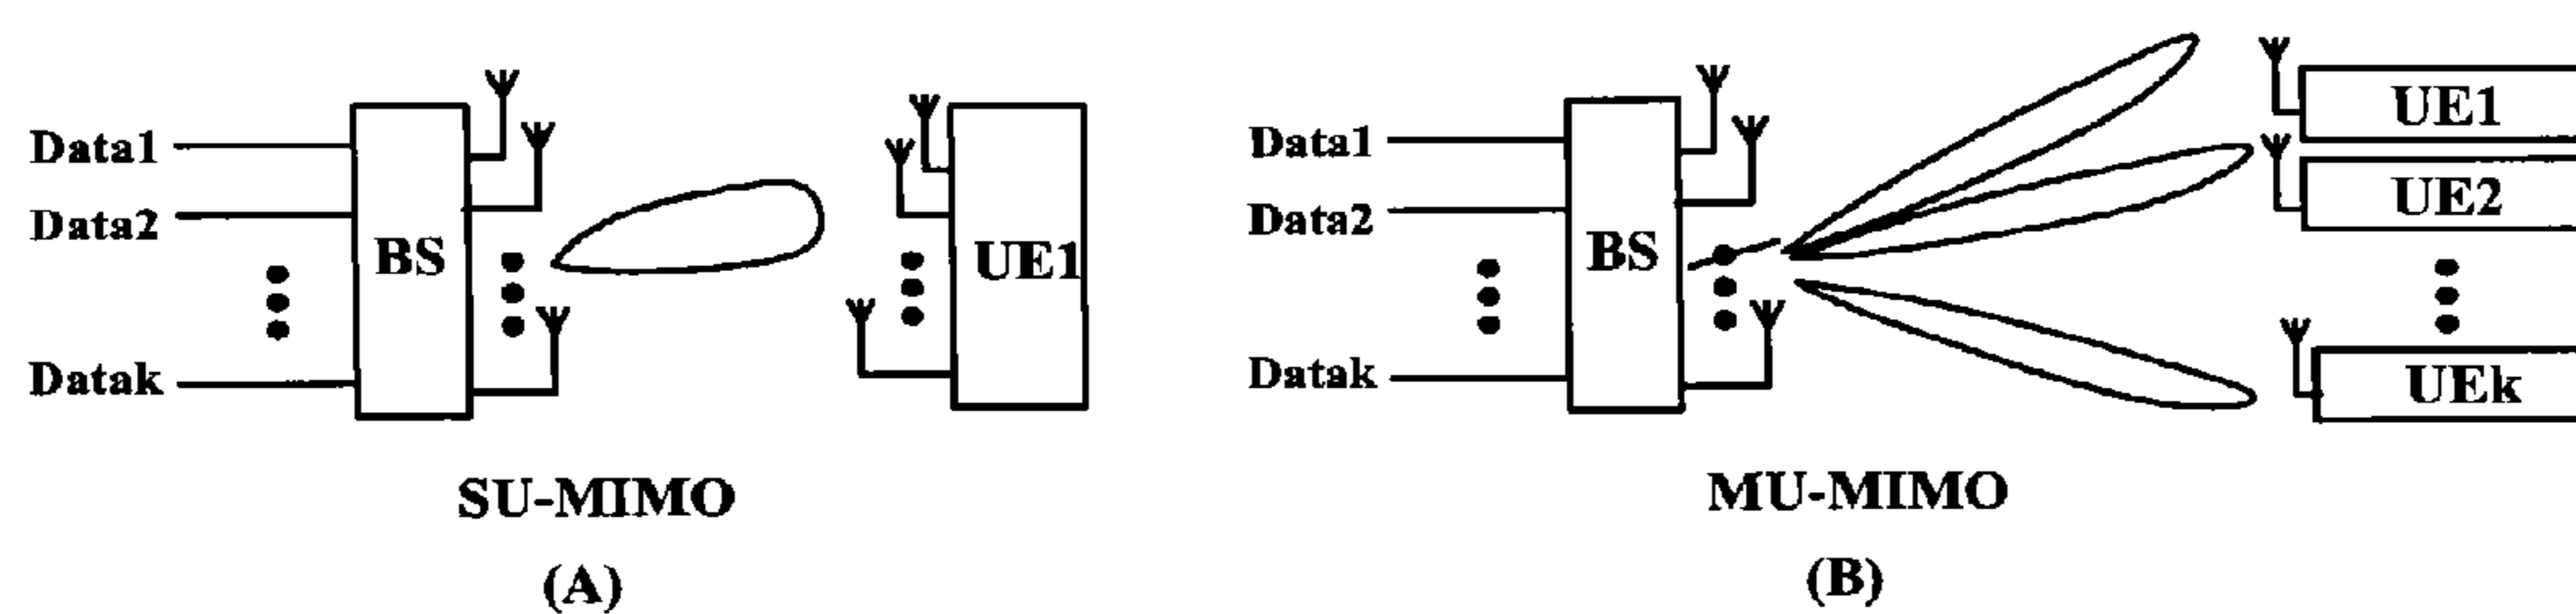 Data1
Data2
Datak
BS
UE1
SU-MIMO
(A)
Data1
Data2
Datak
BS
UE1
UE2
UEk
MU-MIMO
(B)